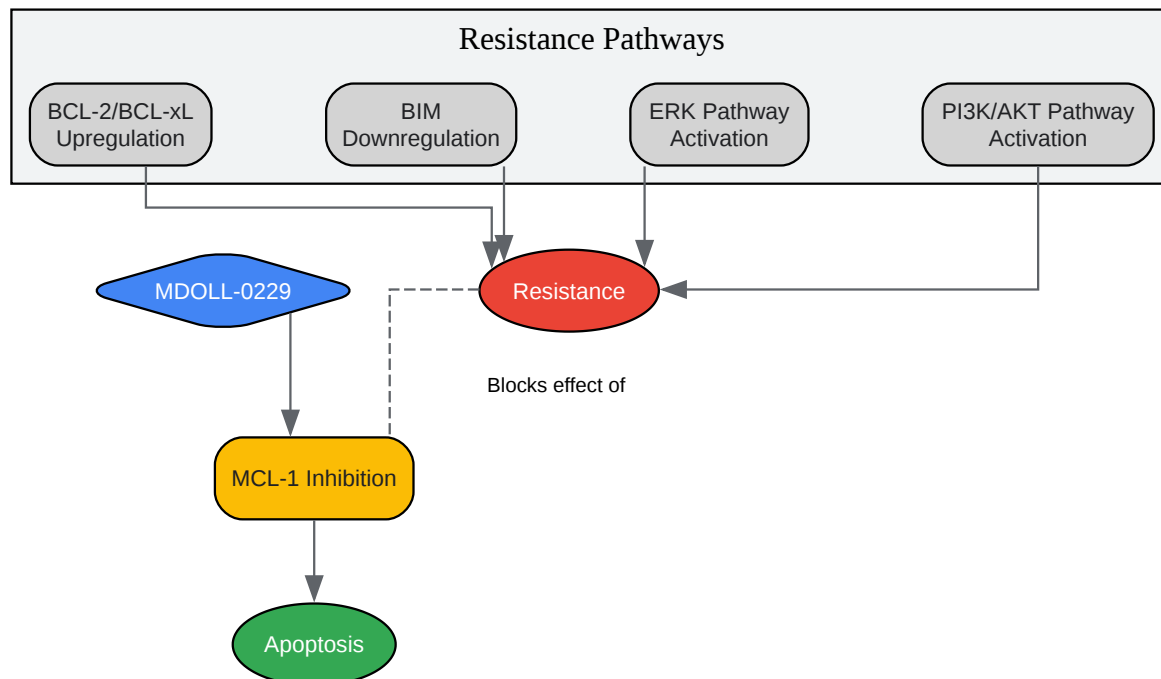 Resistance Pathways
BCL-2/BCL-xL
Upregulation
BIM
Downregulation
ERK Pathway
Activation
PI3K/AKT Pathway
Activation
MDOLL-0229
Resistance
Blocks effect of
MCL-1 Inhibition
Apoptosis